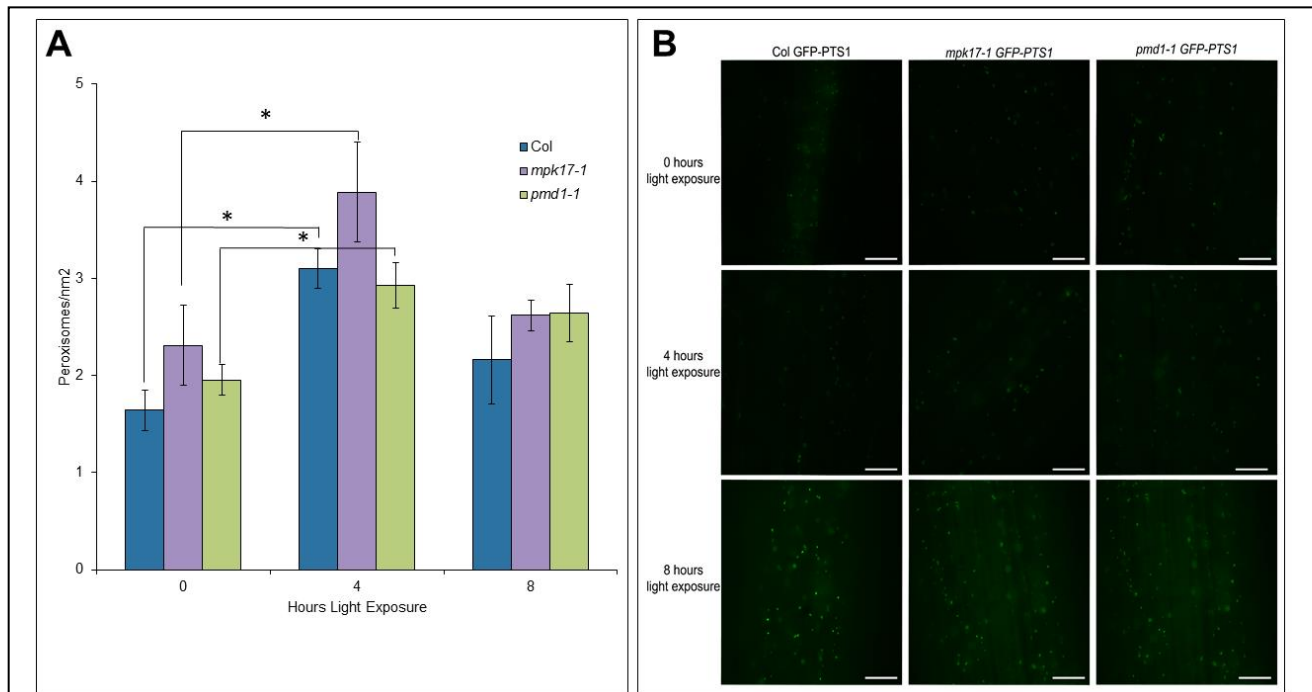 A
5
4
3
2
1
0
Peroxisomes/nm2
*
*
*
Col
mpk17-1
pmd1-1
0
4
8
Hours Light Exposure
B
Col GFP-PTS1
mpk17-1 GFP-PTS1
pmd1-1 GFP-PTS1
0 hours
light exposure
4 hours
light exposure
8 hours
light exposure